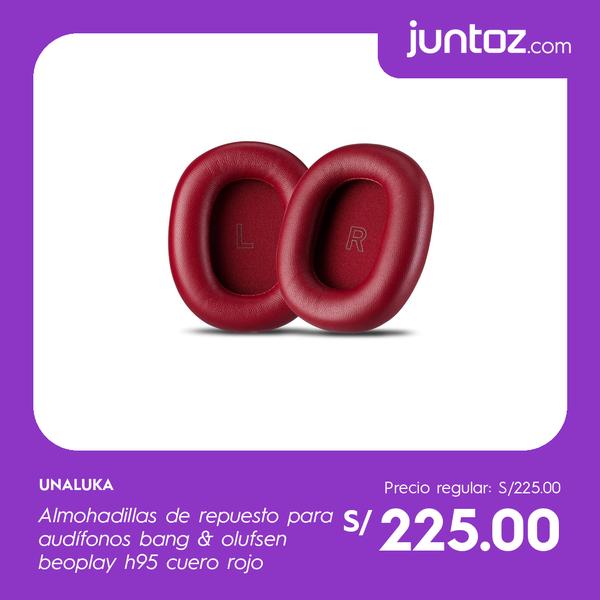 juntoz.com
L
R
UNALUKA
Precio regular: S/225.00
Almohadillas de repuesto para
audífonos bang & olufsen
beoplay h95 cuero rojo
S/ 225.00